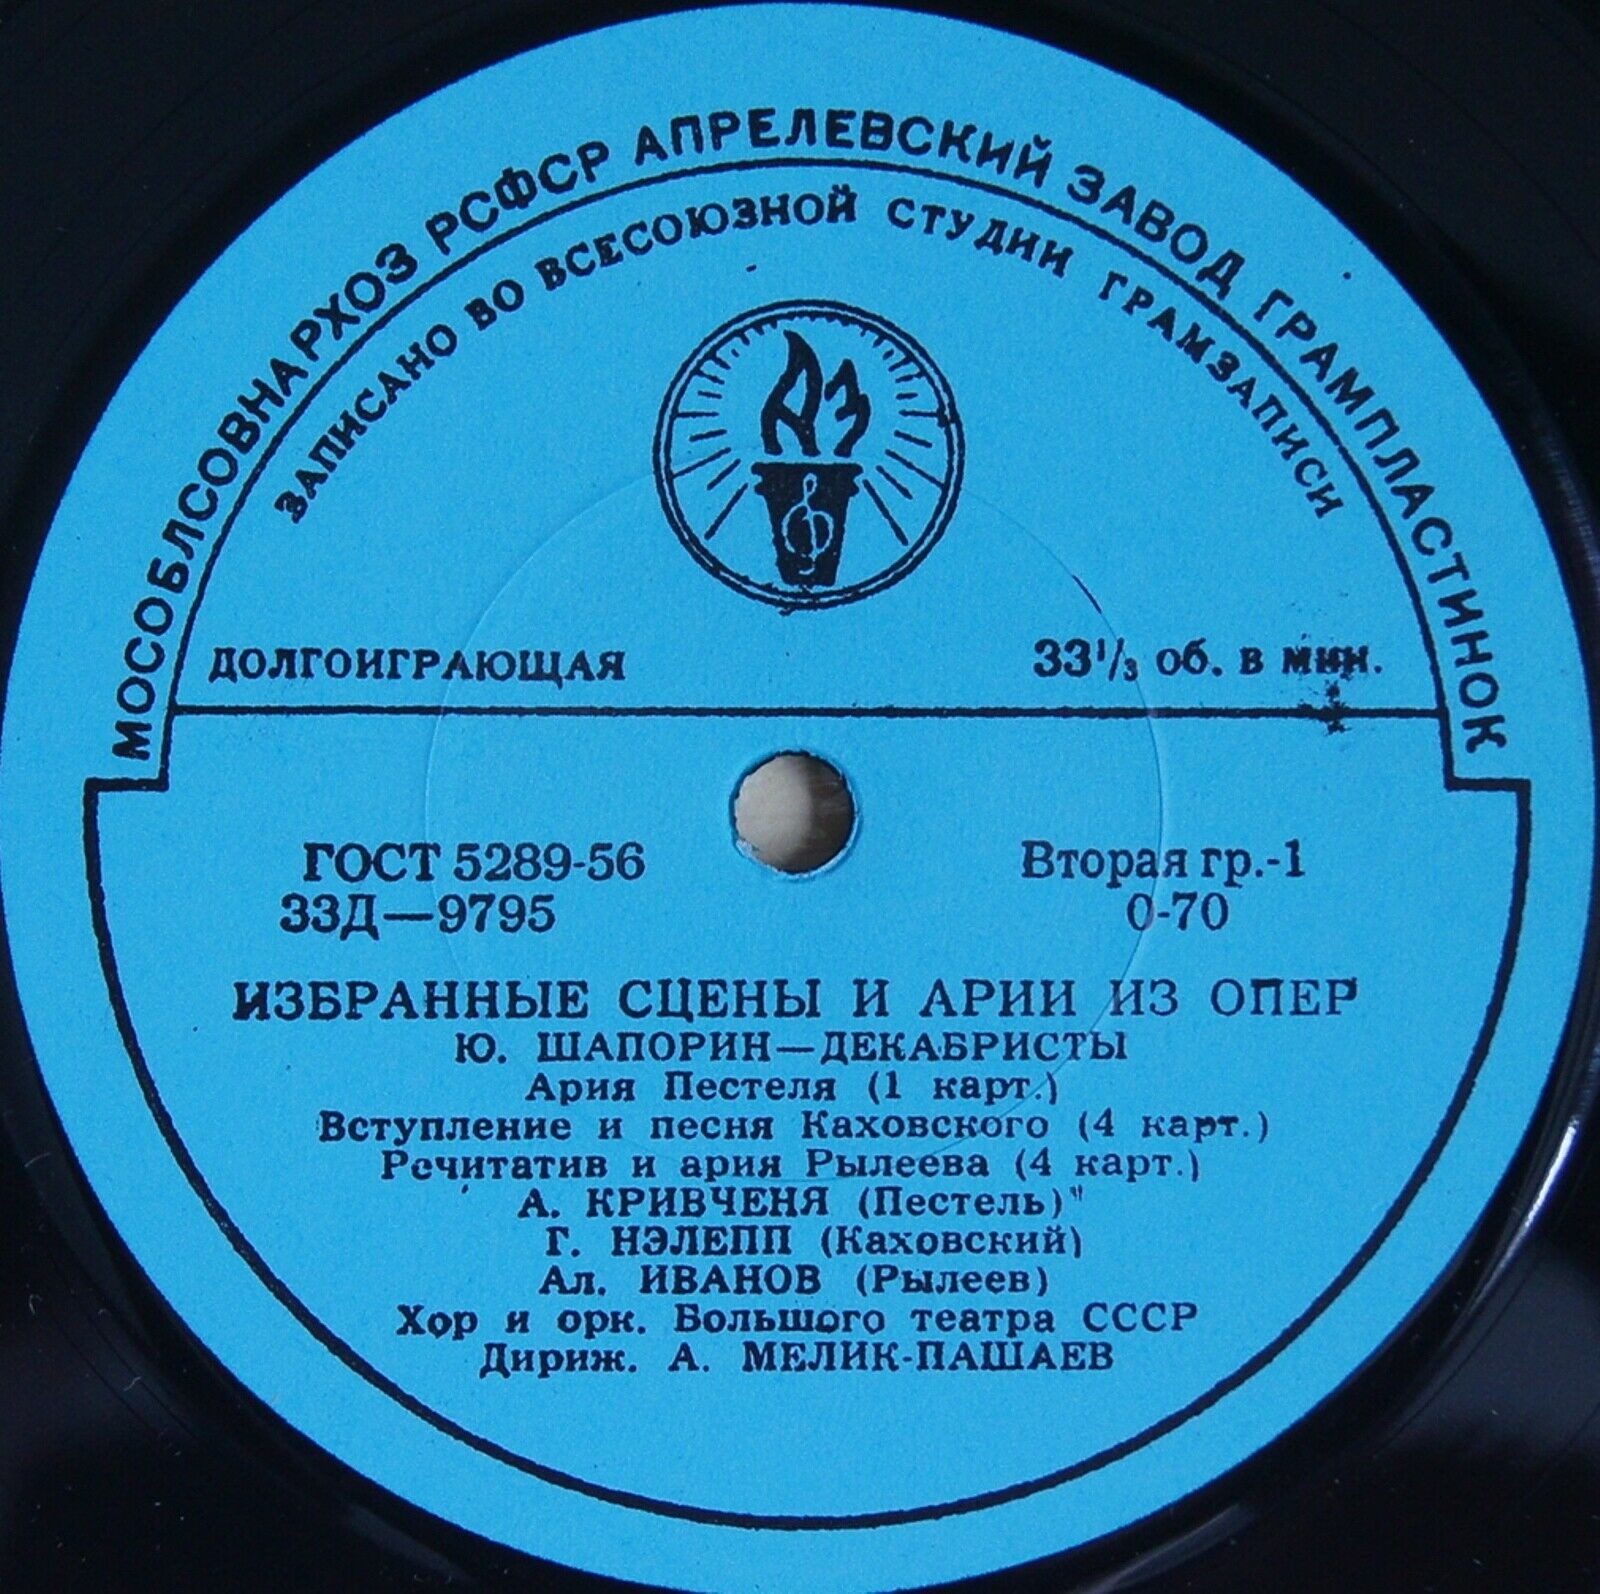 МОСОБЛСОВНАРХОЗ РСФСР АПРЕЛЕВСКИЙ ЗАВОД ГРАМПЛАСТИНОК
ЗАПИСАНО ВО ВСЕСОЮЗНОЙ СТУДИИ ГРАМЗАПИСИ
АЗ
ДОЛГОИГРАЮЩАЯ 33⅓ об. в мин.
ГОСТ 5289-56 Вторая гр.-1
33Д—9795 0-70
ИЗБРАННЫЕ СЦЕНЫ И АРИИ ИЗ ОПЕР
Ю. ШАПОРИН—ДЕКАБРИСТЫ
Ария Пестеля (1 карт.)
Вступление и песня Каховского (4 карт.)
Речитатив и ария Рылеева (4 карт.)
А. КРИВЧЕНЯ (Пестель)
Г. НЭЛЕПП (Каховский)
Ал. ИВАНОВ (Рылеев)
Хор и орк. Большого театра СССР
Дириж. А. МЕЛИК-ПАШАЕВ